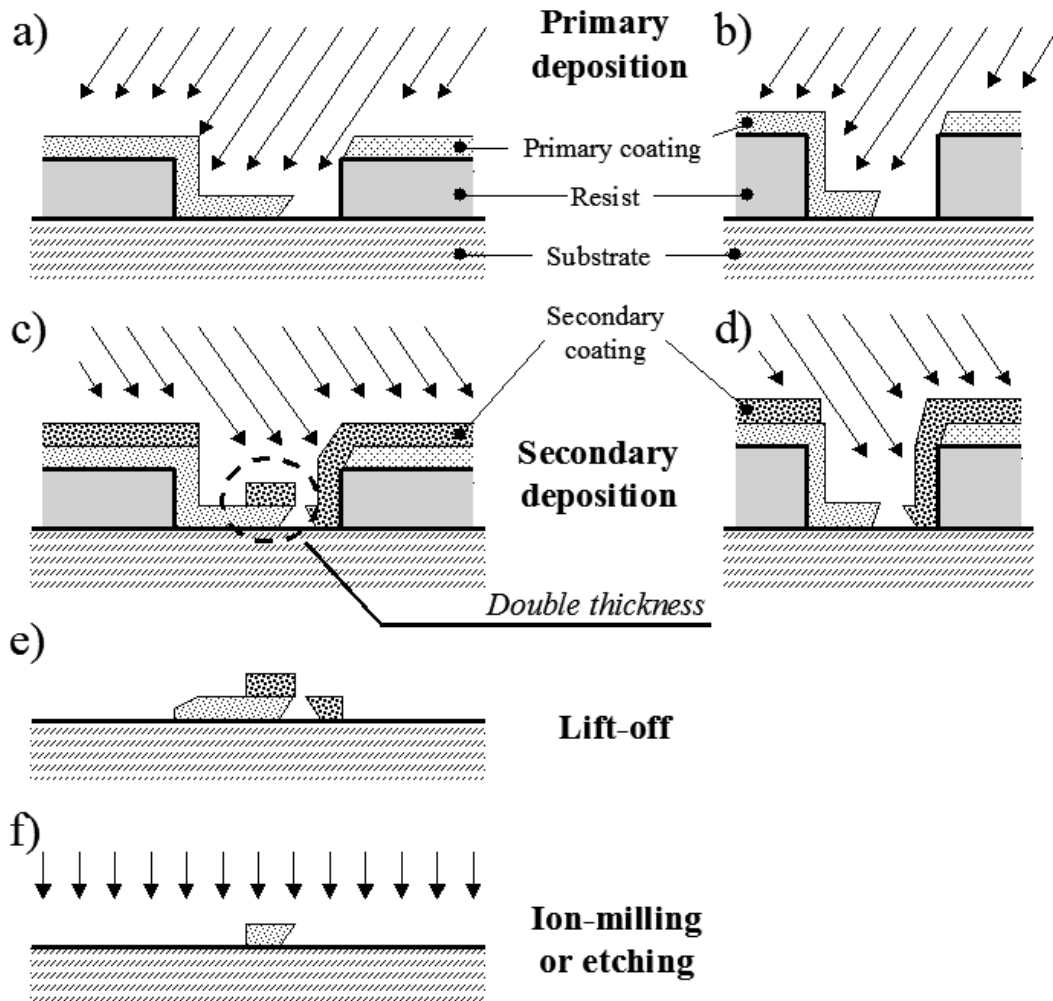 a)
Primary
deposition
b)
Primary coating
Resist
Substrate
c)
Secondary
coating
d)
Secondary
deposition
Double thickness
e)
Lift-off
f)
Ion-milling
or etching